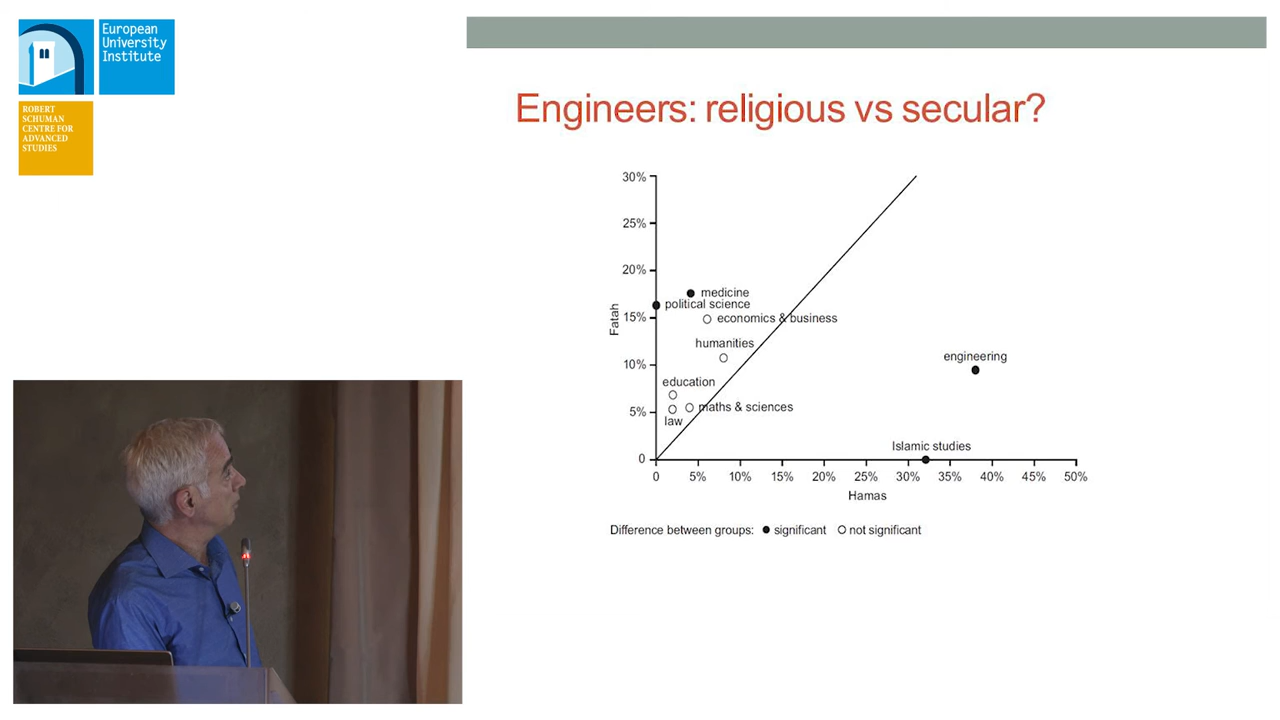 European
University
Institute
ROBERT
SCHUMAN
CENTRE FOR
ADVANCED
STUDIES
Engineers: religious vs secular?
30%
25%
20%
15%
10%
5%
0
Fatah
medicine
political science
economics & business
humanities
engineering
education
maths & sciences
law
Islamic studies
0 5% 10% 15% 20% 25% 30% 35% 40% 45% 50%
Hamas
Difference between groups: significant not significant